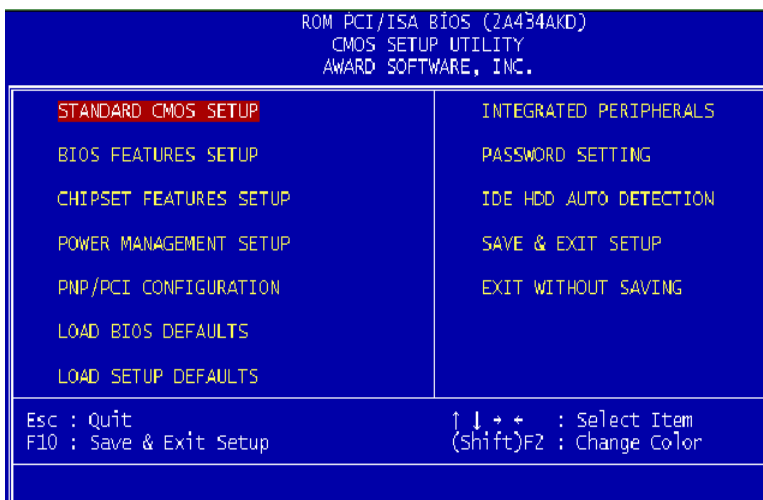 ROM PCI/ISA BIOS (2A434AKD)
CMOS SETUP UTILITY
AWARD SOFTWARE, INC.
STANDARD CMOS SETUP
BIOS FEATURES SETUP
CHIPSET FEATURES SETUP
POWER MANAGEMENT SETUP
PNP/PCI CONFIGURATION
LOAD BIOS DEFAULTS
LOAD SETUP DEFAULTS
INTEGRATED PERIPHERALS
PASSWORD SETTING
IDE HDD AUTO DETECTION
SAVE & EXIT SETUP
EXIT WITHOUT SAVING
Esc : Quit
F10 : Save & Exit Setup
↑ ↓ → ← : Select Item
(Shift)F2 : Change Color